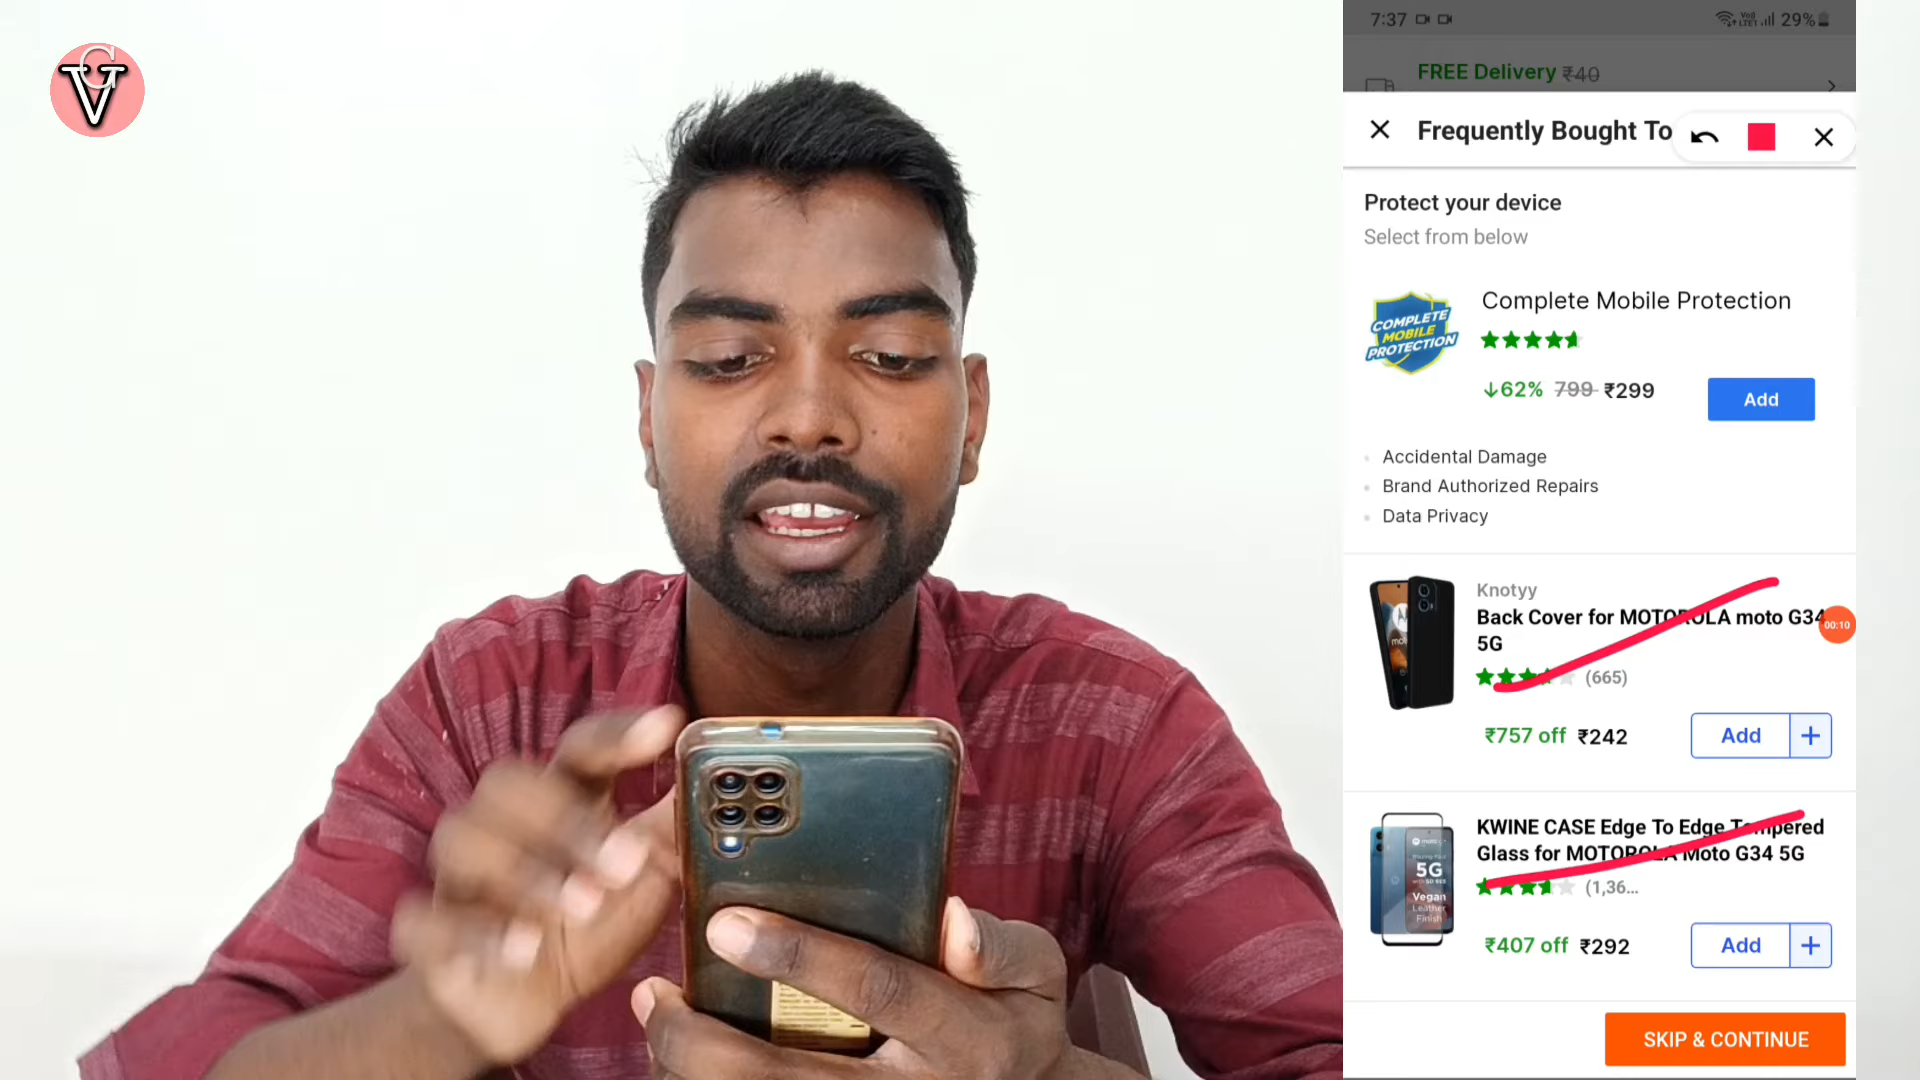 VG
7:37
29%
FREE Delivery ₹40
Frequently Bought To
Protect your device
Select from below
COMPLETE
MOBILE
PROTECTION
Complete Mobile Protection
↓62% 799 ₹299
Add
Accidental Damage
Brand Authorized Repairs
Data Privacy
Knotyy
Back Cover for MOTOROLA moto G34
5G
(665)
00:10
₹757 off ₹242
Add +
KWINE CASE Edge To Edge Tempered
Glass for MOTOROLA Moto G34 5G
(1,36...
5G
Vegan
Leather
Finish
₹407 off ₹292
Add +
SKIP & CONTINUE